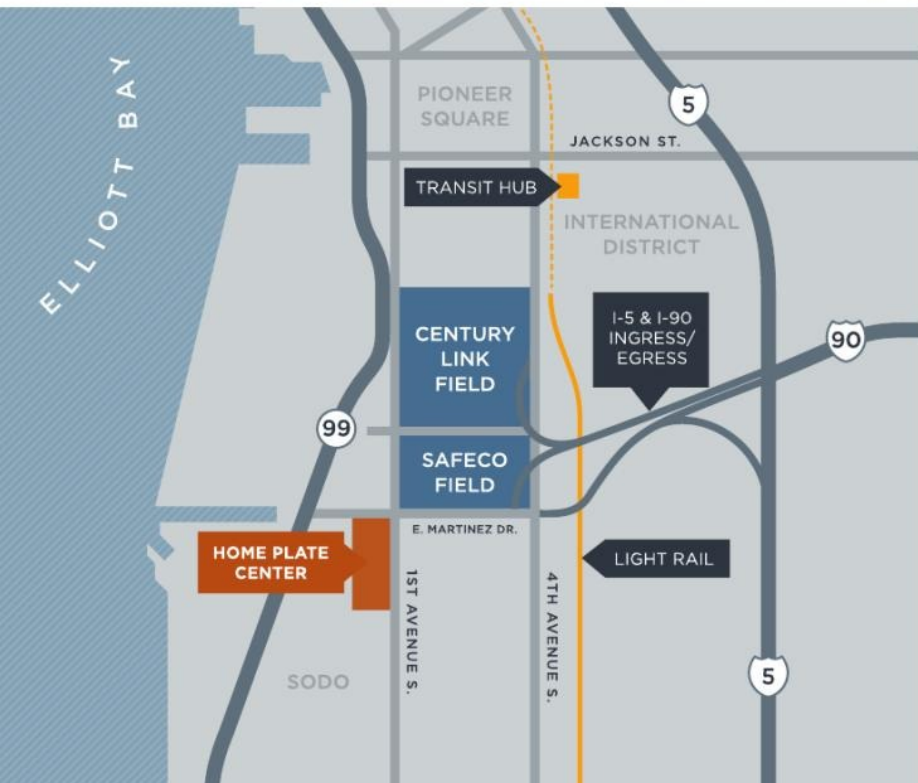 ELLIOTT BAY
PIONEER
SQUARE
5
JACKSON ST.
TRANSIT HUB
INTERNATIONAL
DISTRICT
CENTURY
LINK
FIELD
I-5 & I-90
INGRESS/
EGRESS
90
99
SAFECO
FIELD
E. MARTINEZ DR.
HOME PLATE
CENTER
1ST AVENUE S.
4TH AVENUE S.
LIGHT RAIL
SODO
5